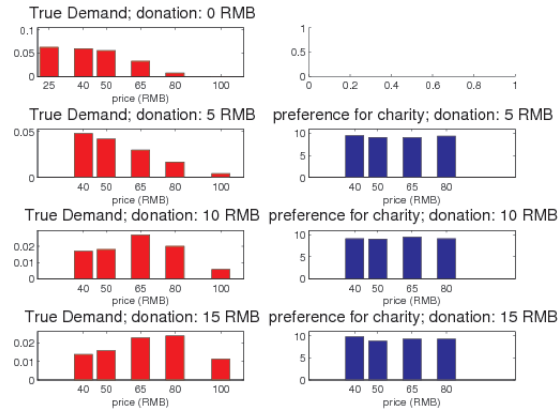 True Demand; donation: 0 RMB
0.1
0.05
0
25 40 50 65 80 100
price (RMB)
1
0.5
0
0 0.2 0.4 0.6 0.8 1
True Demand; donation: 5 RMB
0.05
0
40 50 65 80 100
price (RMB)
preference for charity; donation: 5 RMB
10
5
0
40 50 65 80
True Demand; donation: 10 RMB
0.02
0.01
0
40 50 65 80 100
price (RMB)
preference for charity; donation: 10 RMB
10
5
0
40 50 65 80
price (RMB)
True Demand; donation: 15 RMB
0.02
0.01
0
40 50 65 80 100
price (RMB)
preference for charity; donation: 15 RMB
10
5
0
40 50 65 80
price (RMB)